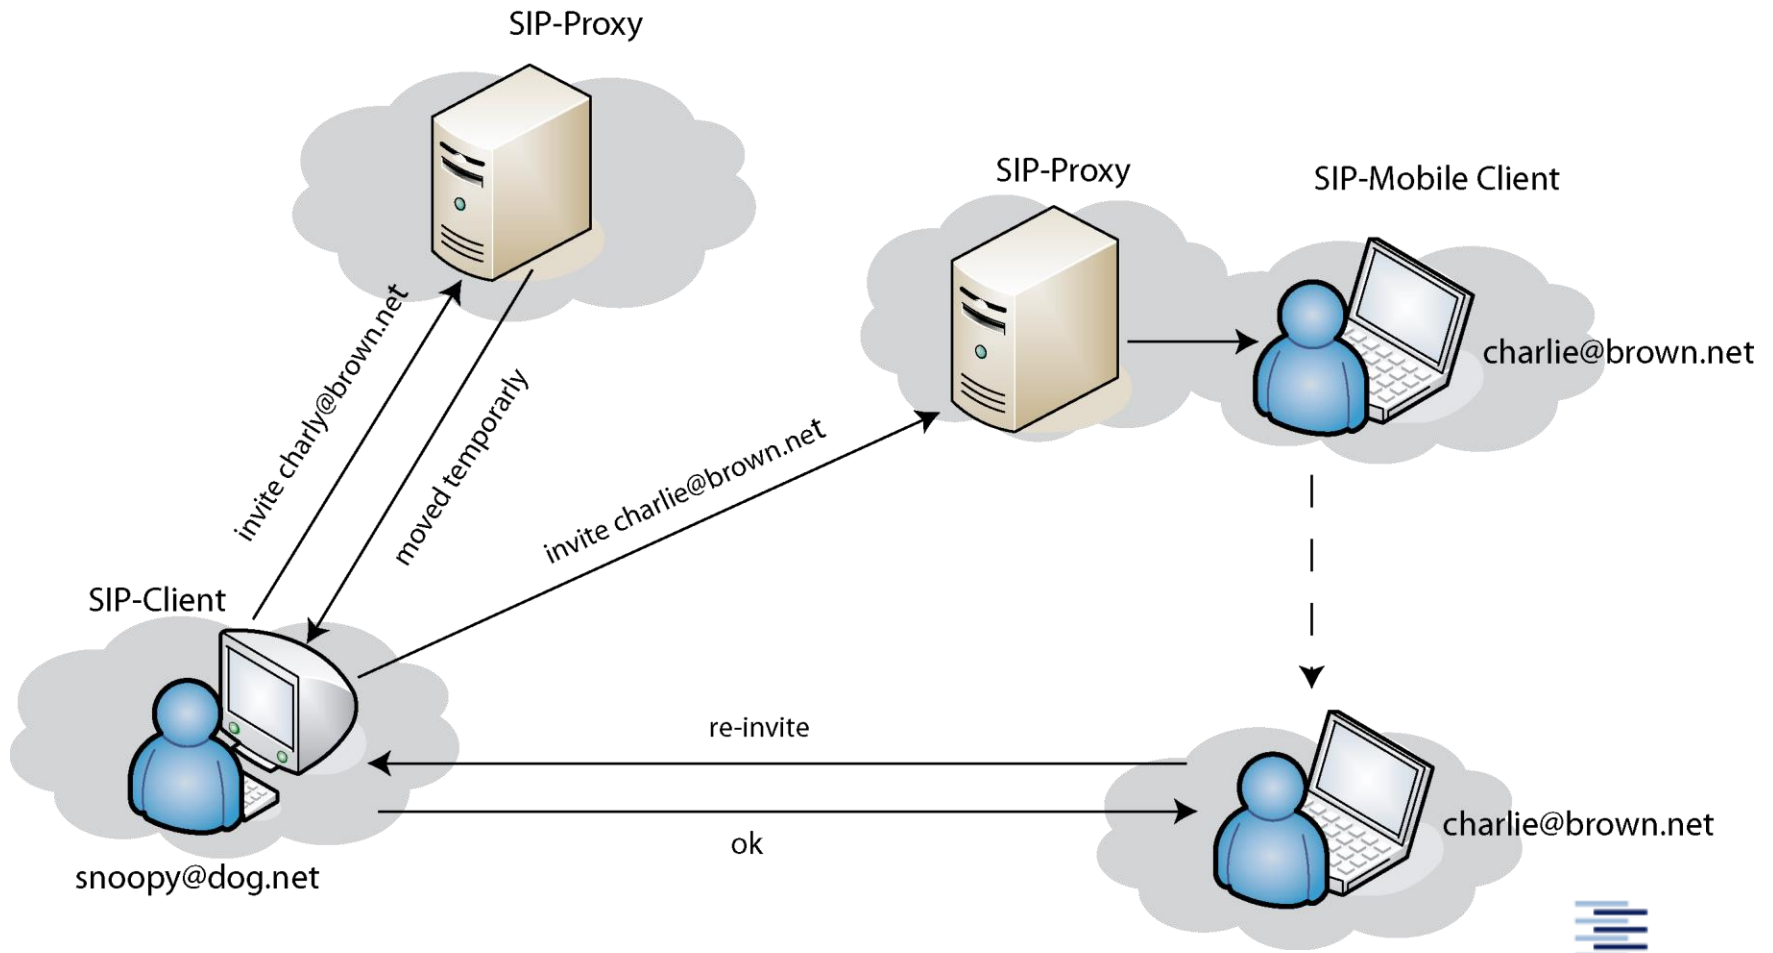 SIP-Proxy
SIP-Proxy
SIP-Mobile Client
charlie@brown.net
invite charly@brown.net
moved temporarly
invite charlie@brown.net
SIP-Client
re-invite
ok
charlie@brown.net
snoopy@dog.net